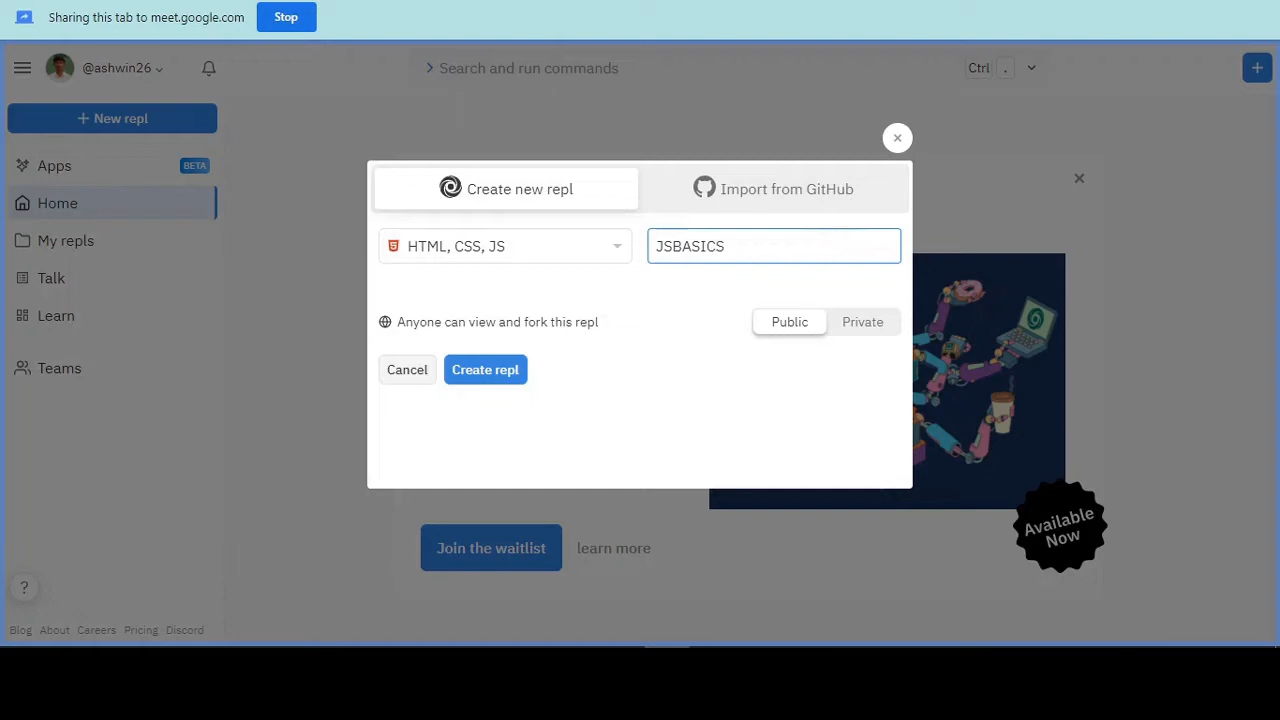 Sharing this tab to meet.google.com Stop
@ashwin26
Search and run commands
Ctrl .
+
+ New repl
Apps BETA
Home
My repls
Talk
Learn
Teams
×
Create new repl Import from GitHub
HTML, CSS, JS JSBASICS
Anyone can view and fork this repl Public Private
Cancel Create repl
Available
Now
Join the waitlist learn more
?
Blog About Careers Pricing Discord